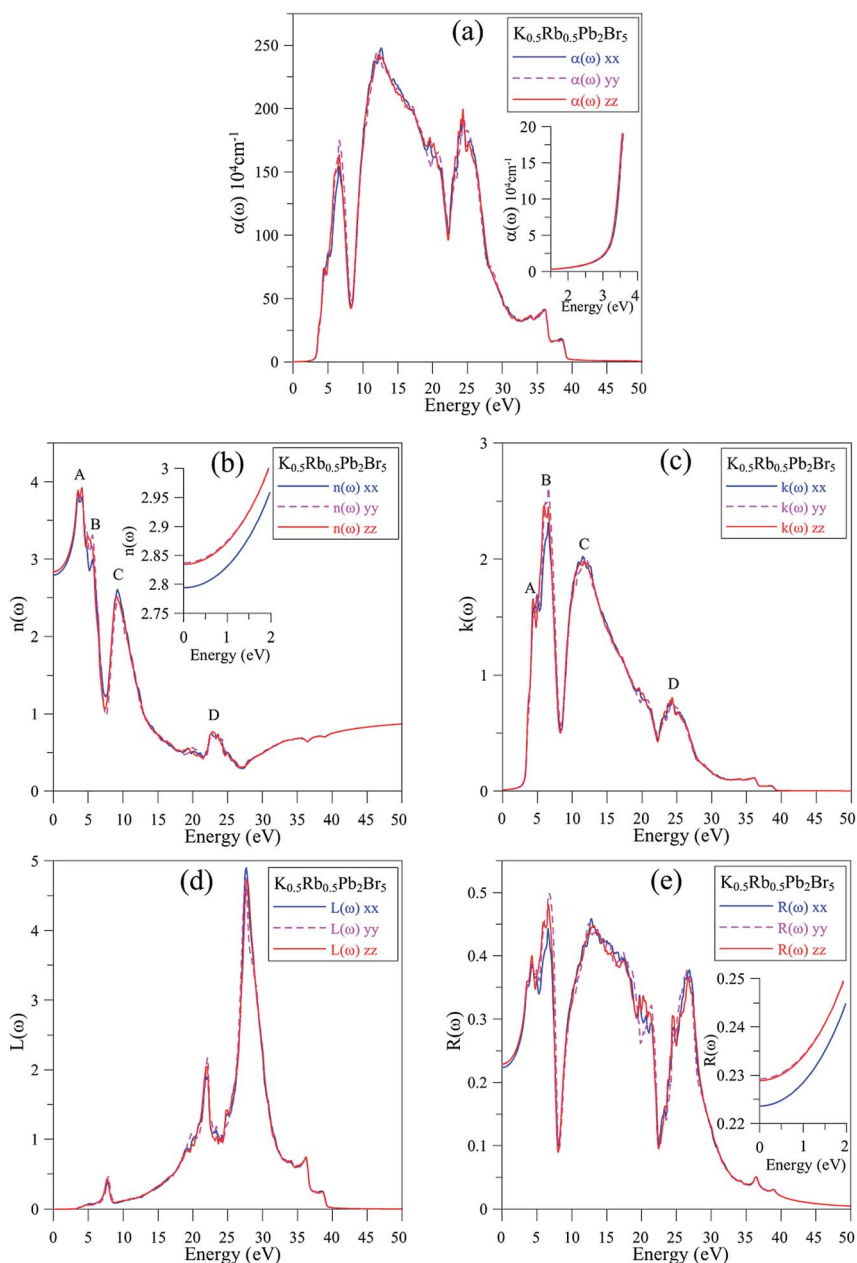 (a)
K0.5Rb0.5Pb2Br5
α(ω) xx
α(ω) yy
α(ω) zz
α(ω) 10⁴cm⁻¹
250
200
150
100
50
0
0 5 10 15 20 25 30 35 40 45 50
Energy (eV)
α(ω) 10⁴cm⁻¹
20
15
10
5
0
2 3 4
Energy (eV)
(b)
K0.5Rb0.5Pb2Br5
n(ω) xx
n(ω) yy
n(ω) zz
A
B
C
D
n(ω)
4
3
2
1
0
0 5 10 15 20 25 30 35 40 45 50
Energy (eV)
n(ω)
3
2.95
2.9
2.85
2.8
2.75
0 1 2
Energy (eV)
(c)
K0.5Rb0.5Pb2Br5
k(ω) xx
k(ω) yy
k(ω) zz
A
B
C
D
k(ω)
3
2
1
0
0 5 10 15 20 25 30 35 40 45 50
Energy (eV)
(d)
K0.5Rb0.5Pb2Br5
L(ω) xx
L(ω) yy
L(ω) zz
L(ω)
5
4
3
2
1
0
0 5 10 15 20 25 30 35 40 45 50
Energy (eV)
(e)
K0.5Rb0.5Pb2Br5
R(ω) xx
R(ω) yy
R(ω) zz
R(ω)
0.5
0.4
0.3
0.2
0.1
0.0
0 5 10 15 20 25 30 35 40 45 50
Energy (eV)
R(ω)
0.25
0.24
0.23
0.22
0 1 2
Energy (eV)